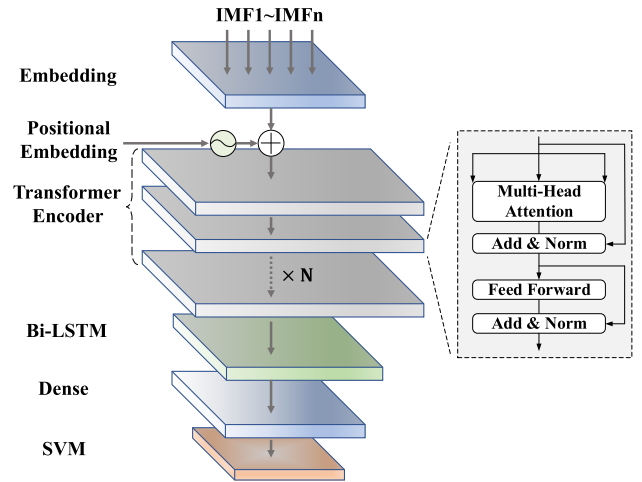 IMF1~IMFn
Embedding
Positional
Embedding
Transformer
Encoder
× N
Bi-LSTM
Dense
SVM
Multi-Head
Attention
Add & Norm
Feed Forward
Add & Norm